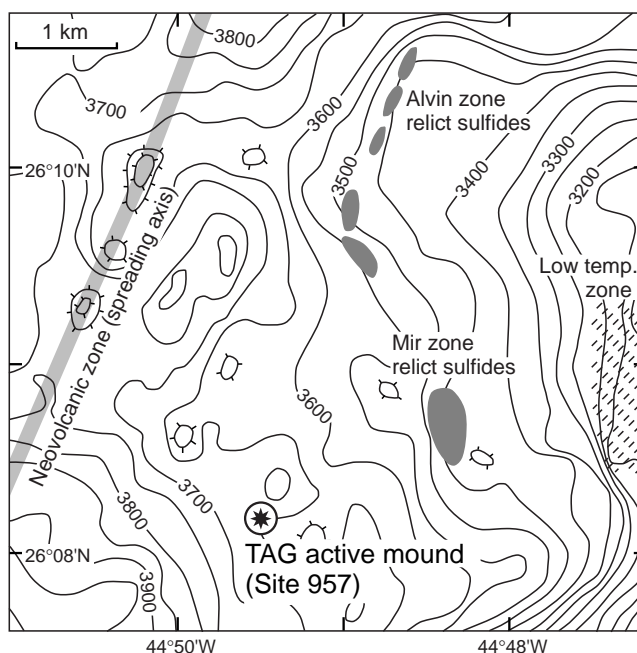 1 km
3800
3700
3600
Alvin zone
relict sulfides
3500
3400
3300
3200
26°10'N
Low temp.
zone
Neovolcanic zone (spreading axis)
Mir zone
relict sulfides
3600
3700
3800
3900
26°08'N
TAG active mound
(Site 957)
44°50'W
44°48'W